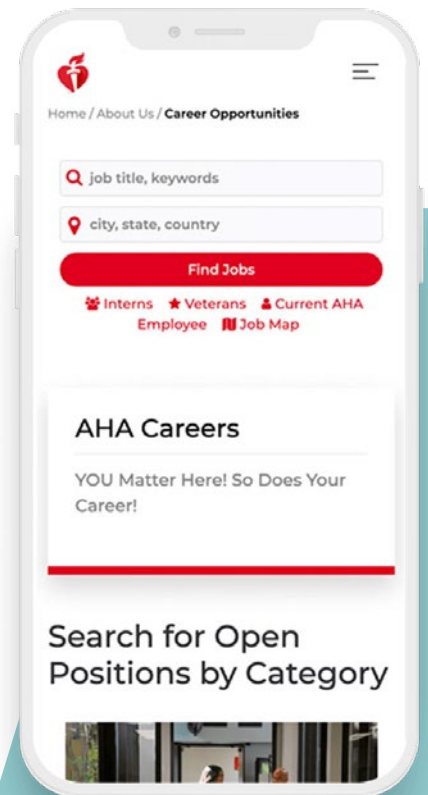 Home / About Us / Career Opportunities
job title, keywords
city, state, country
Find Jobs
Interns Veterans Current AHA
Employee Job Map
AHA Careers
YOU Matter Here! So Does Your
Career!
Search for Open
Positions by Category